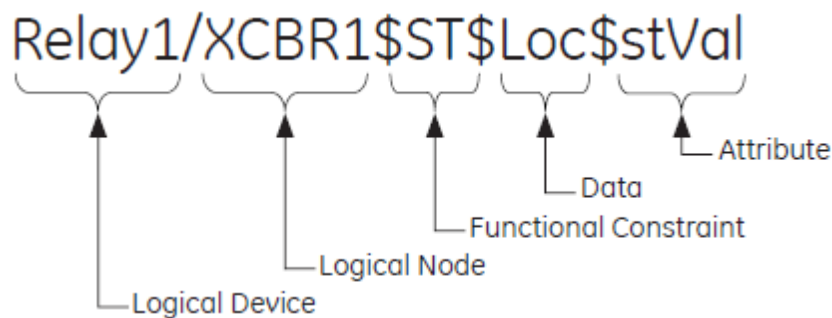 Relay1/XCBR1$ST$Loc$stVal
Attribute
Data
Functional Constraint
Logical Node
Logical Device